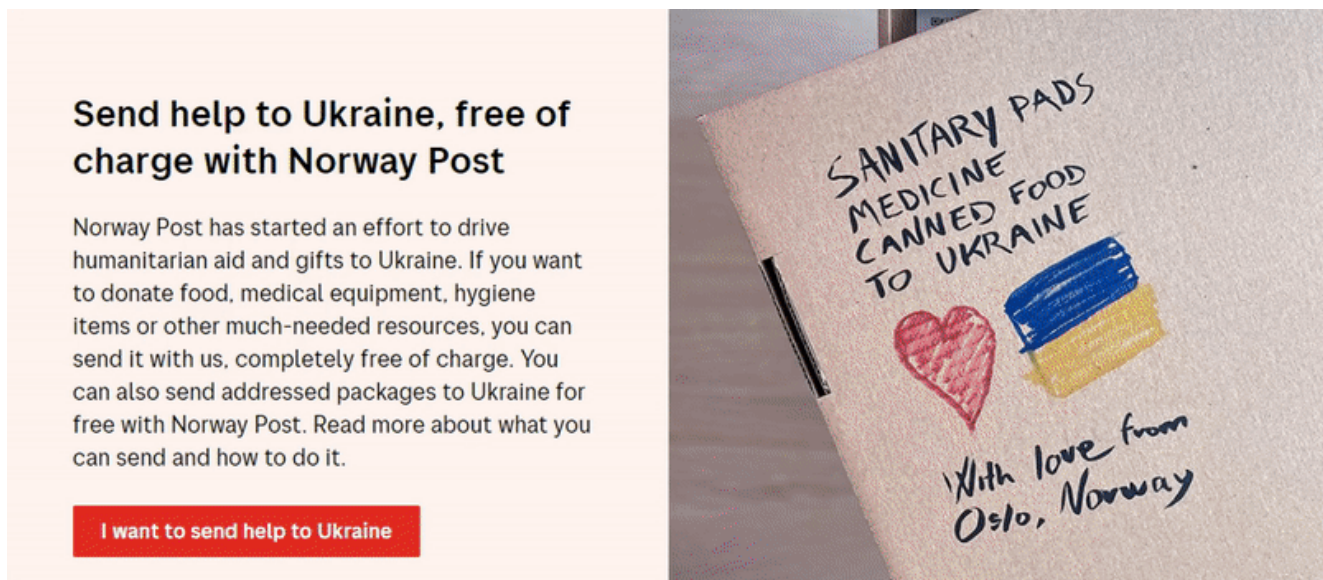 Send help to Ukraine, free of
charge with Norway Post
Norway Post has started an effort to drive
humanitarian aid and gifts to Ukraine. If you want
to donate food, medical equipment, hygiene
items or other much-needed resources, you can
send it with us, completely free of charge. You
can also send addressed packages to Ukraine for
free with Norway Post. Read more about what you
can send and how to do it.
I want to send help to Ukraine
SANITARY PADS
MEDICINE
CANNED FOOD
TO UKRAINE
With love from
Oslo, Norway